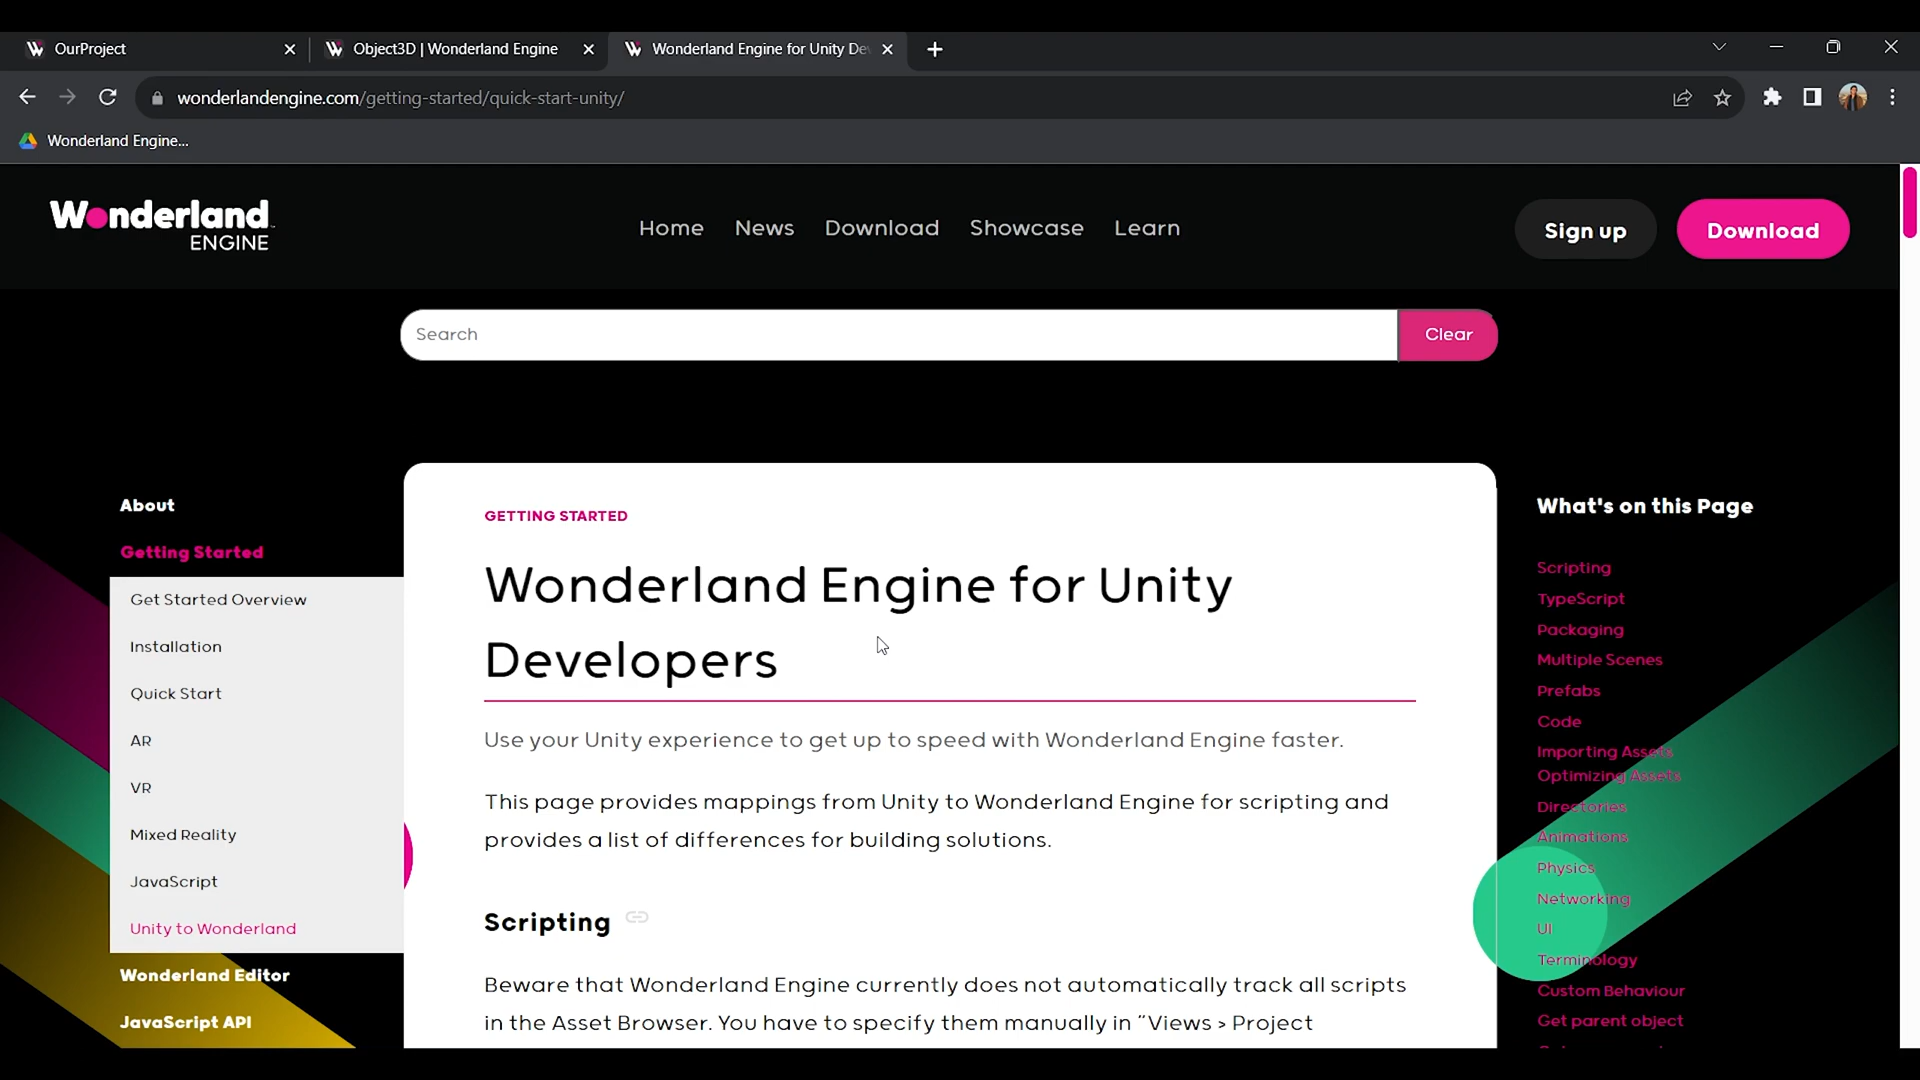 OurProject
Object3D | Wonderland Engine
Wonderland Engine for Unity De
wonderlandengine.com/getting-started/quick-start-unity/
Wonderland Engine...
Wonderland
ENGINE
Home
News
Download
Showcase
Learn
Sign up
Download
Search
Clear
About
Getting Started
Get Started Overview
Installation
Quick Start
AR
VR
Mixed Reality
JavaScript
Unity to Wonderland
Wonderland Editor
JavaScript API
GETTING STARTED
Wonderland Engine for Unity
Developers
Use your Unity experience to get up to speed with Wonderland Engine faster.
This page provides mappings from Unity to Wonderland Engine for scripting and
provides a list of differences for building solutions.
Scripting
Beware that Wonderland Engine currently does not automatically track all scripts
in the Asset Browser. You have to specify them manually in “Views > Project
What's on this Page
Scripting
TypeScript
Packaging
Multiple Scenes
Prefabs
Code
Importing Assets
Optimizing Assets
Directories
Animations
Physics
Networking
UI
Terminology
Custom Behaviour
Get parent object